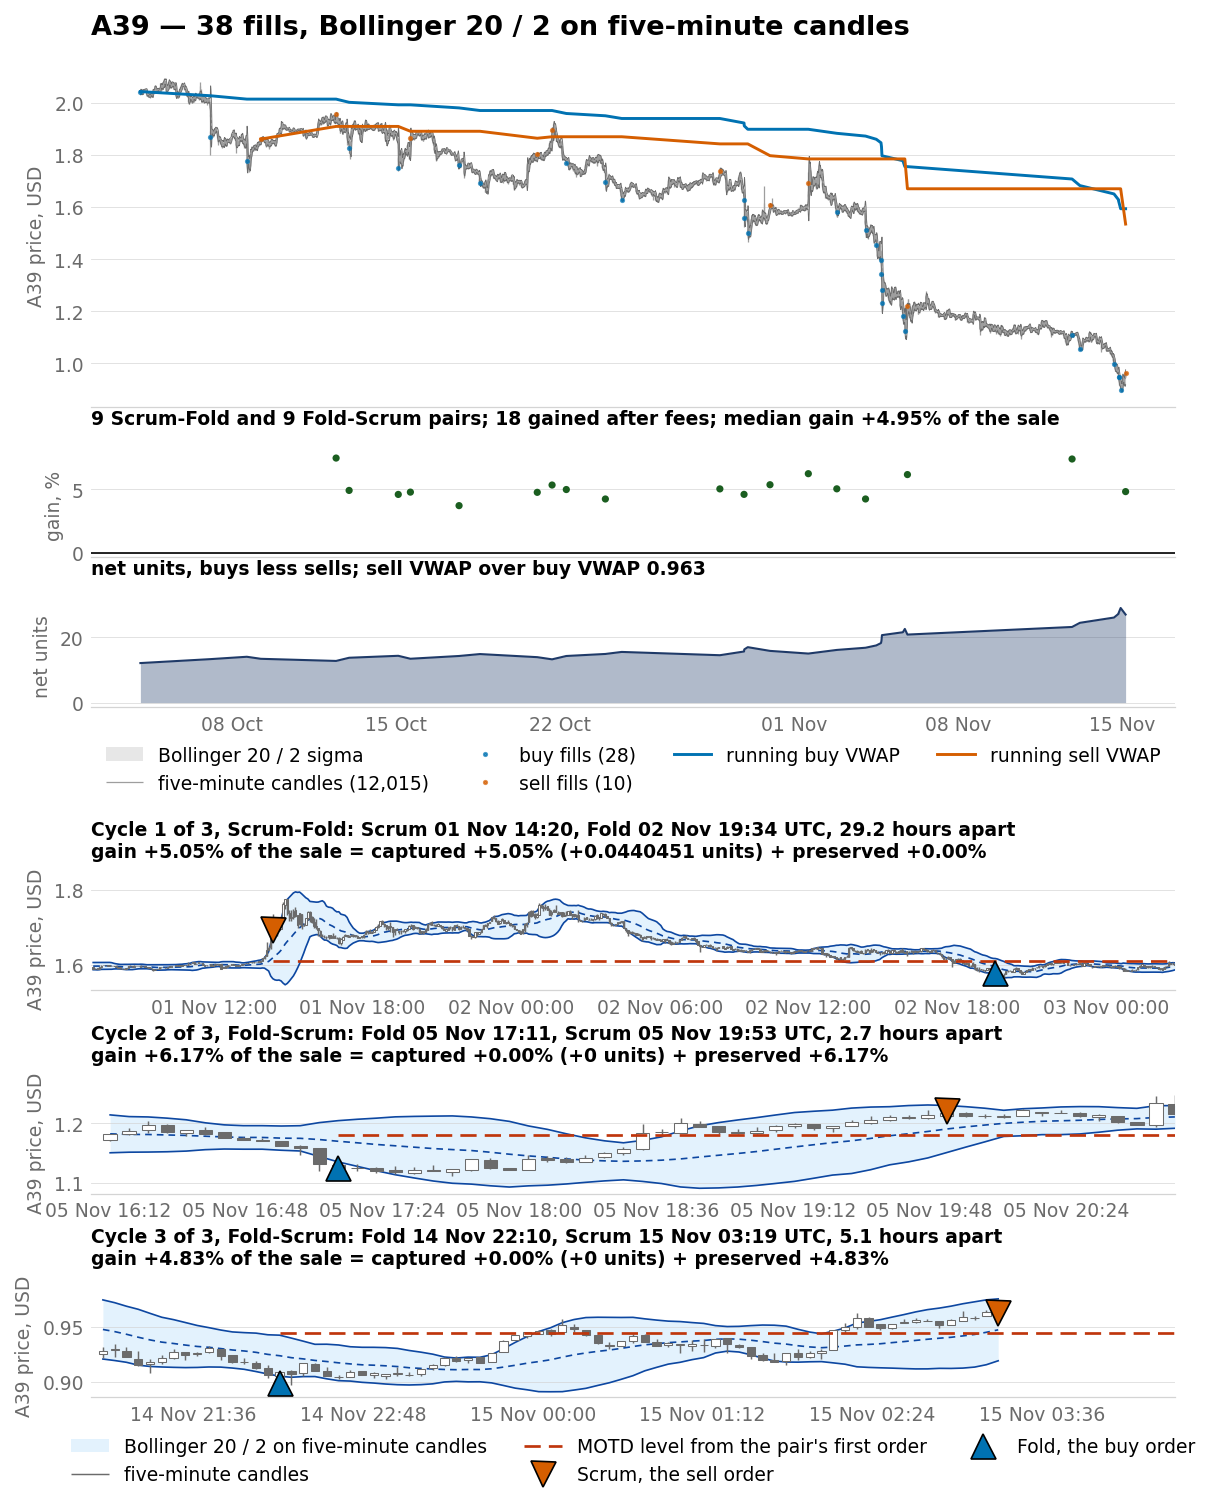 A39 — 38 fills, Bollinger 20 / 2 on five-minute candles
A39 price, USD
2.0
1.8
1.6
1.4
1.2
1.0
9 Scrum-Fold and 9 Fold-Scrum pairs; 18 gained after fees; median gain +4.95% of the sale
gain, %
5
0
net units, buys less sells; sell VWAP over buy VWAP 0.963
net units
20
0
08 Oct 15 Oct 22 Oct 01 Nov 08 Nov 15 Nov
Bollinger 20 / 2 sigma
five-minute candles (12,015)
buy fills (28)
sell fills (10)
running buy VWAP
running sell VWAP
Cycle 1 of 3, Scrum-Fold: Scrum 01 Nov 14:20, Fold 02 Nov 19:34 UTC, 29.2 hours apart
gain +5.05% of the sale = captured +5.05% (+0.0440451 units) + preserved +0.00%
A39 price, USD
1.8
1.6
01 Nov 12:00 01 Nov 18:00 02 Nov 00:00 02 Nov 06:00 02 Nov 12:00 02 Nov 18:00 03 Nov 00:00
Cycle 2 of 3, Fold-Scrum: Fold 05 Nov 17:11, Scrum 05 Nov 19:53 UTC, 2.7 hours apart
gain +6.17% of the sale = captured +0.00% (+0 units) + preserved +6.17%
A39 price, USD
1.2
1.1
05 Nov 16:12 05 Nov 16:48 05 Nov 17:24 05 Nov 18:00 05 Nov 18:36 05 Nov 19:12 05 Nov 19:48 05 Nov 20:24
Cycle 3 of 3, Fold-Scrum: Fold 14 Nov 22:10, Scrum 15 Nov 03:19 UTC, 5.1 hours apart
gain +4.83% of the sale = captured +0.00% (+0 units) + preserved +4.83%
A39 price, USD
0.95
0.90
14 Nov 21:36 14 Nov 22:48 15 Nov 00:00 15 Nov 01:12 15 Nov 02:24 15 Nov 03:36
Bollinger 20 / 2 on five-minute candles
five-minute candles
MOTD level from the pair's first order
Scrum, the sell order
Fold, the buy order